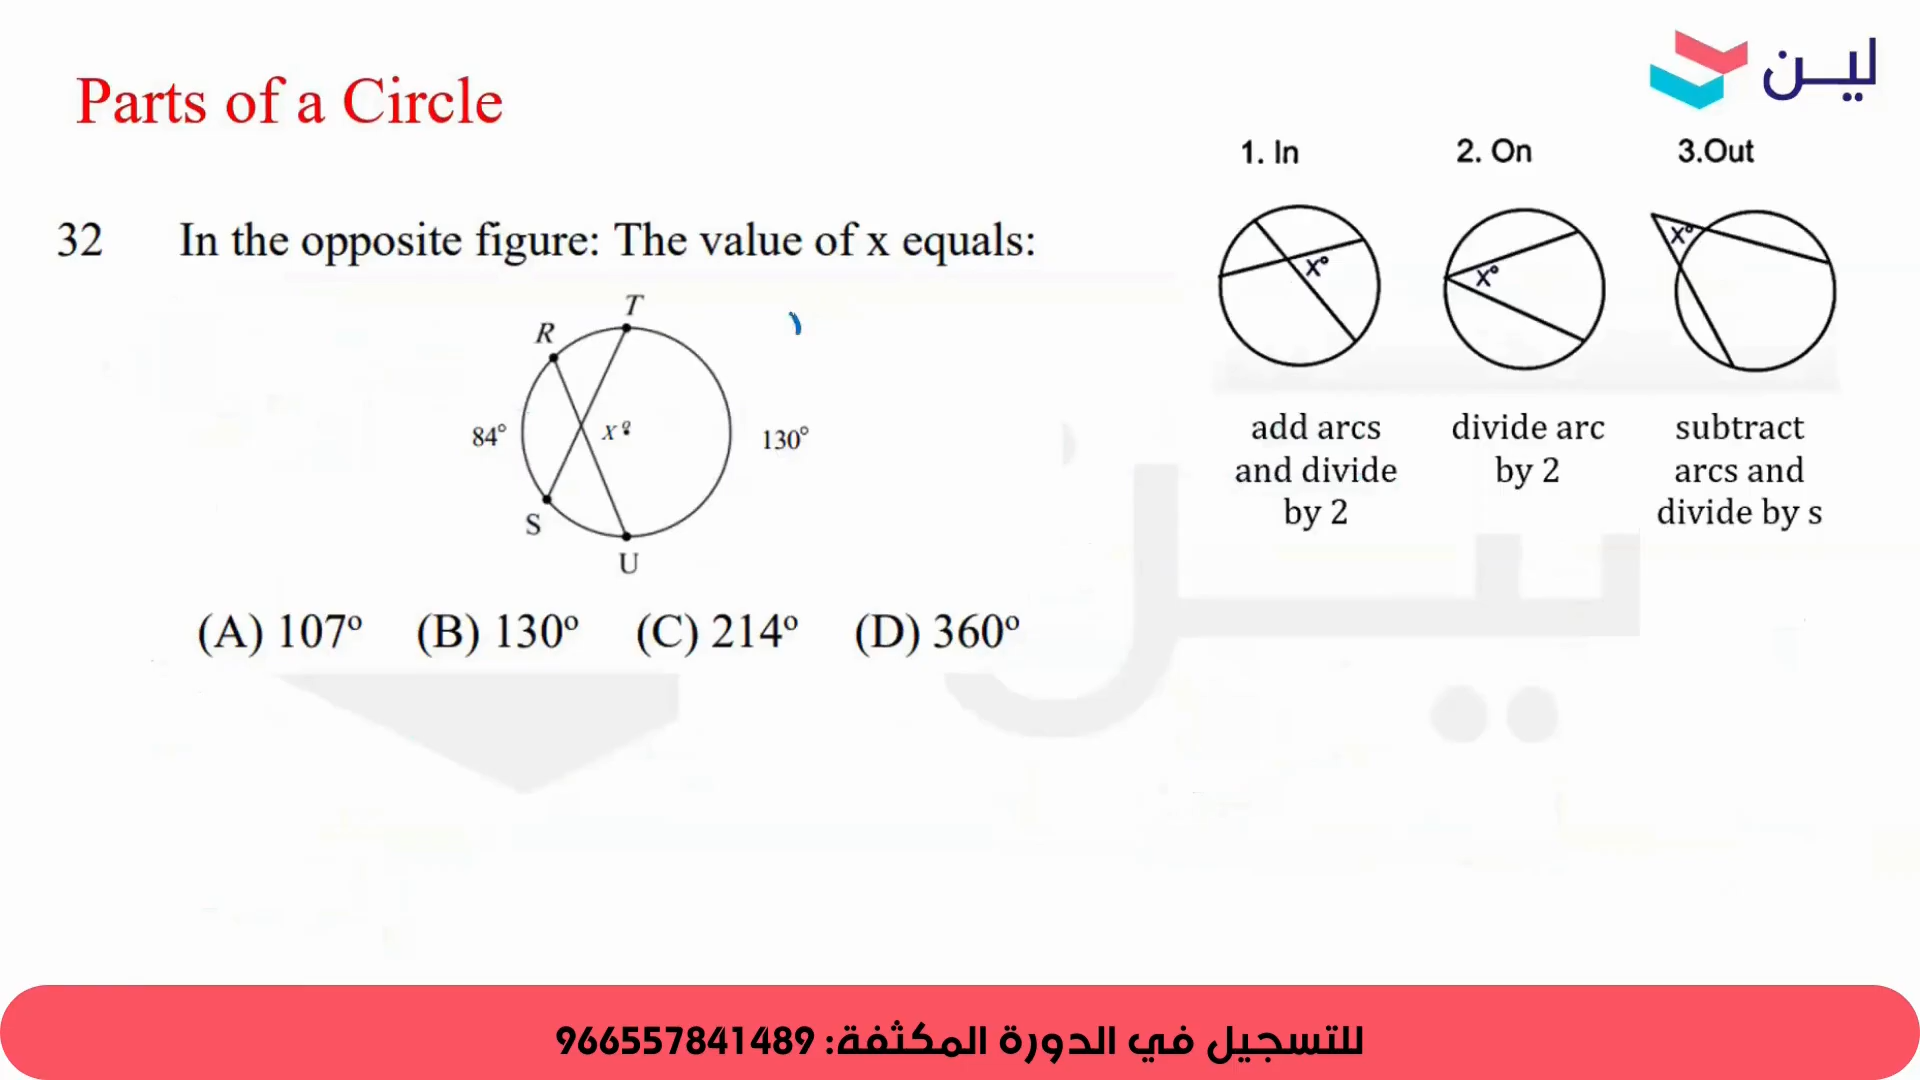 لين
Parts of a Circle
1. In
2. On
3.Out
32 In the opposite figure: The value of x equals:
x°
x°
x°
T
R
84°
x°
130°
S
U
add arcs
and divide
by 2
divide arc
by 2
subtract
arcs and
divide by s
(A) 107° (B) 130° (C) 214° (D) 360°
للتسجيل في الدورة المكثفة: 966557841489